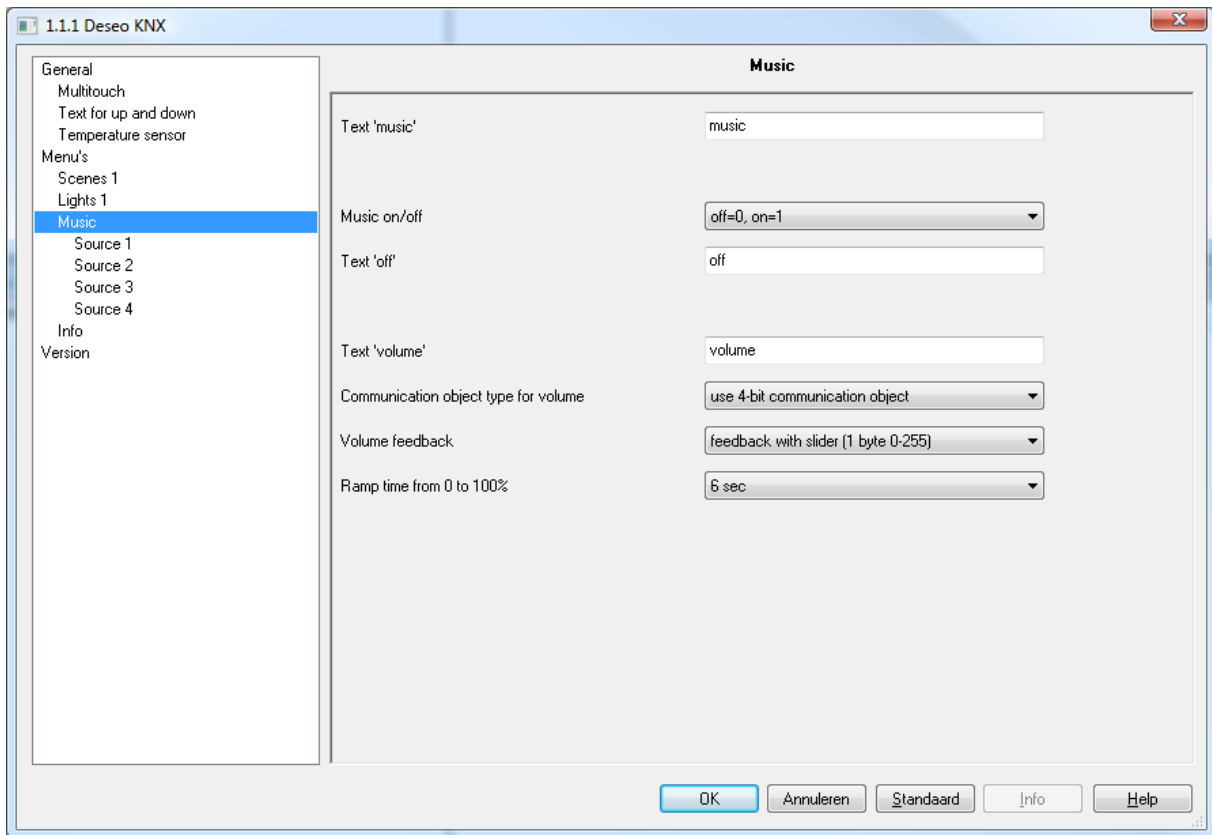 1.1.1 Deseo KNX
General
Multitouch
Text for up and down
Temperature sensor
Menu's
Scenes 1
Lights 1
Music
Source 1
Source 2
Source 3
Source 4
Info
Version
Music
Text 'music' music
Music on/off off=0, on=1
Text 'off' off
Text 'volume' volume
Communication object type for volume use 4-bit communication object
Volume feedback feedback with slider (1 byte 0-255)
Ramp time from 0 to 100% 6 sec
OK Annuleren Standaard Info Help